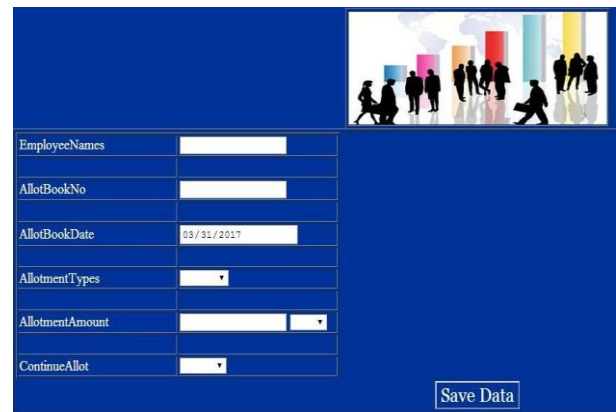 EmployeeNames
AllotBookNo
AllotBookDate 03/31/2017
AllotmentTypes
AllotmentAmount
ContinueAllot
Save Data